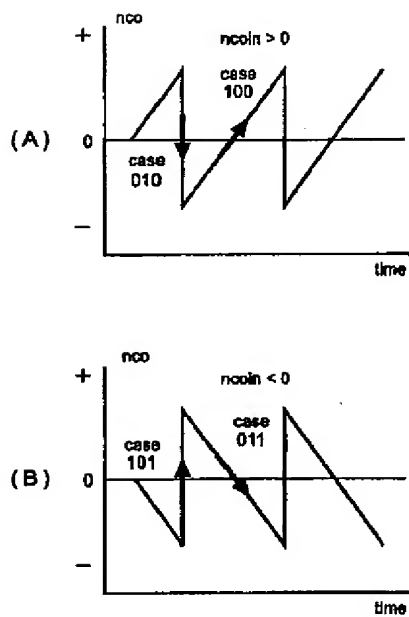 +
nco
ncoin > 0
case
100
(A)
0
case
010
−
time
+
nco
ncoin < 0
case
011
case
101
(B)
0
−
time